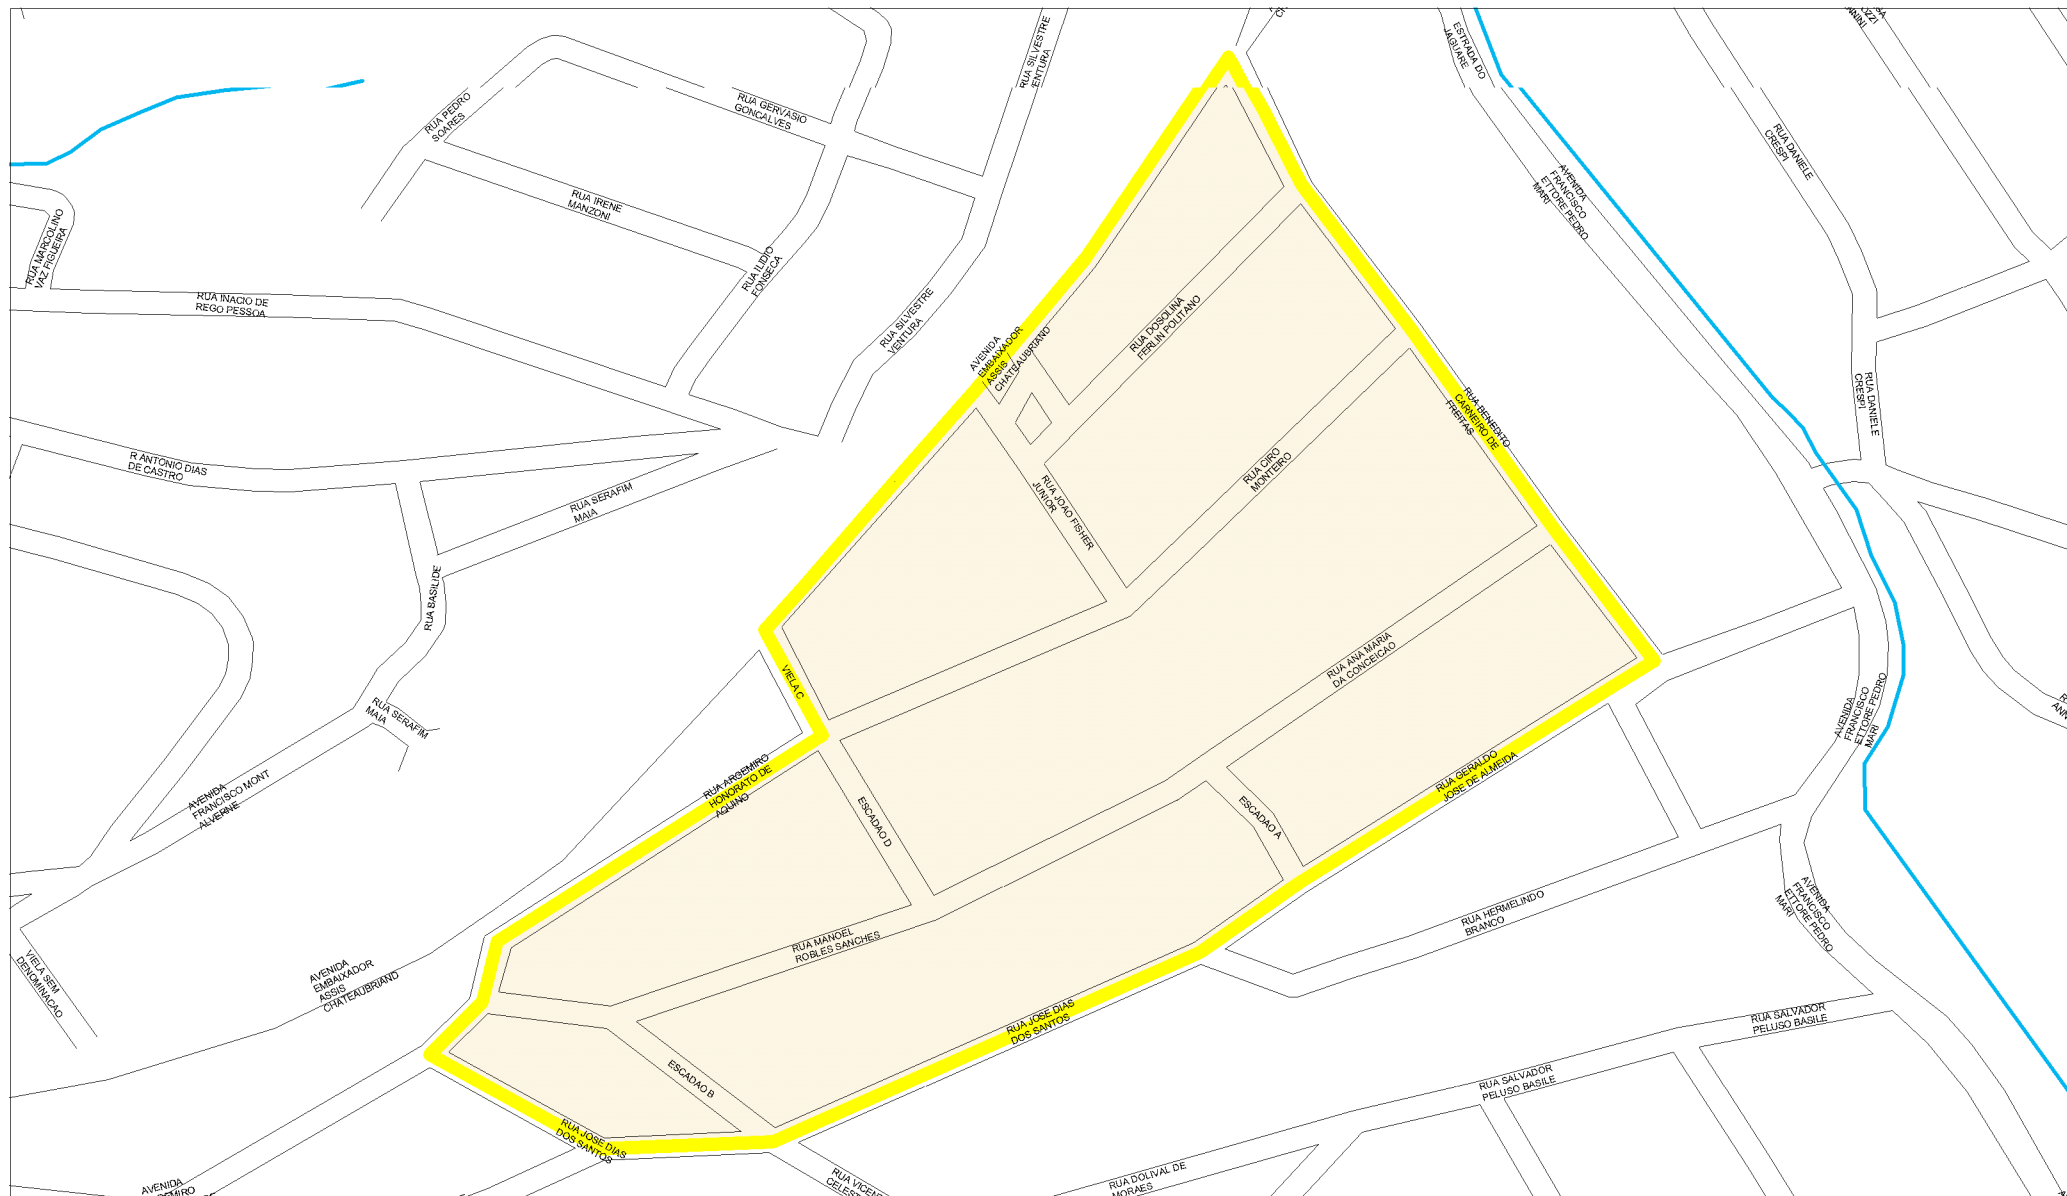 RUA SILVESTRE
VENTURA
ESTRADA DO
JAGUARE
RUA PEDRO
SOARES
RUA GERVASIO
GONCALVES
RUA DANIELE
CRESPI
AVENIDA
FRANCISCO
ETTORE PEDRO
MARI
RUA IRENE
MANZONI
RUA MARCOLINO
VAZ FIGUEIRA
RUA ILIDIO
FONSECA
RUA INACIO DE
REGO PESSOA
RUA SILVESTRE
VENTURA
AVENIDA
EMBAIXADOR
ASSIS
CHATEAUBRIAND
RUA DOSOLINA
FERLIN POLITANO
RUA DANIELE
CRESPI
RUA BENEDITO
CARNEIRO DE
FREITAS
R ANTONIO DIAS
DE CASTRO
RUA SERAFIM
MAIA
RUA CIRO
MONTEIRO
RUA JOAO FISHER
JUNIOR
RUA BASILIDE
VIELA C
RUA ANA MARIA
DA CONCEICAO
RUA SERAFIM
MAIA
AVENIDA
FRANCISCO
ETTORE PEDRO
MARI
AVENIDA
FRANCISCO MONT
ALVERNE
RUA ARGEMIRO
HONORATO DE
AQUINO
RUA GERALDO
JOSE DE ALMEIDA
ESCADAO D
ESCADAO A
RUA MANOEL
ROBLES SANCHES
RUA HERMELINDO
BRANCO
AVENIDA
FRANCISCO
ETTORE PEDRO
MARI
VIELA SEM
DENOMINACAO
AVENIDA
EMBAIXADOR
ASSIS
CHATEAUBRIAND
RUA JOSE DIAS
DOS SANTOS
RUA SALVADOR
PELUSO BASILE
ESCADAO B
RUA SALVADOR
PELUSO BASILE
RUA JOSE DIAS
DOS SANTOS
RUA DOLIVAL DE
MORAES
AVENIDA
RUA